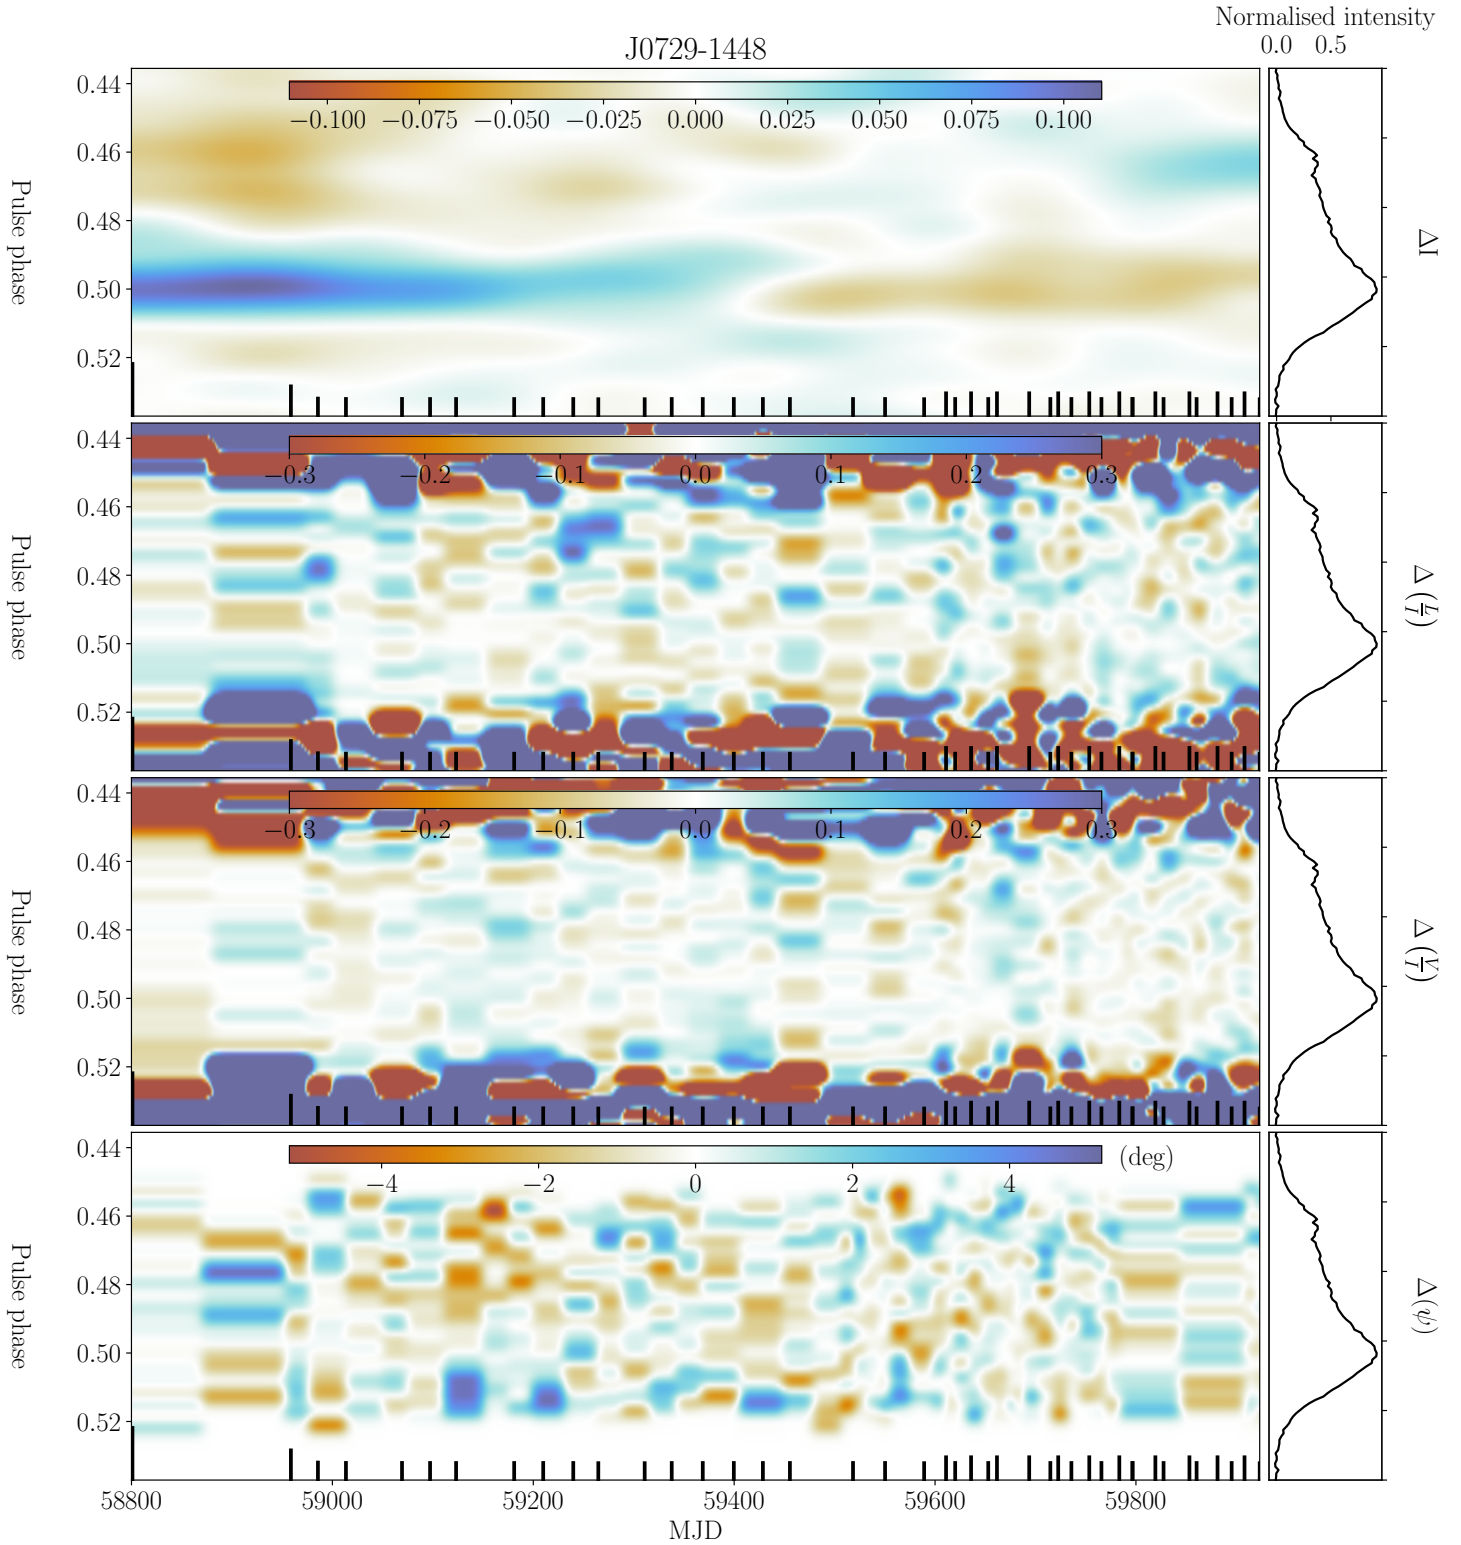 Normalised intensity
0.0 0.5
J0729-1448
−0.100 −0.075 −0.050 −0.025 0.000 0.025 0.050 0.075 0.100
0.44
0.46
0.48
0.50
0.52
Pulse phase
ΔI
−0.3 −0.2 −0.1 0.0 0.1 0.2 0.3
0.44
0.46
0.48
0.50
0.52
Pulse phase
Δ(L/I)
−0.3 −0.2 −0.1 0.0 0.1 0.2 0.3
0.44
0.46
0.48
0.50
0.52
Pulse phase
Δ(V/I)
(deg)
−4 −2 0 2 4
0.44
0.46
0.48
0.50
0.52
Pulse phase
Δ(ψ)
58800 59000 59200 59400 59600 59800
MJD